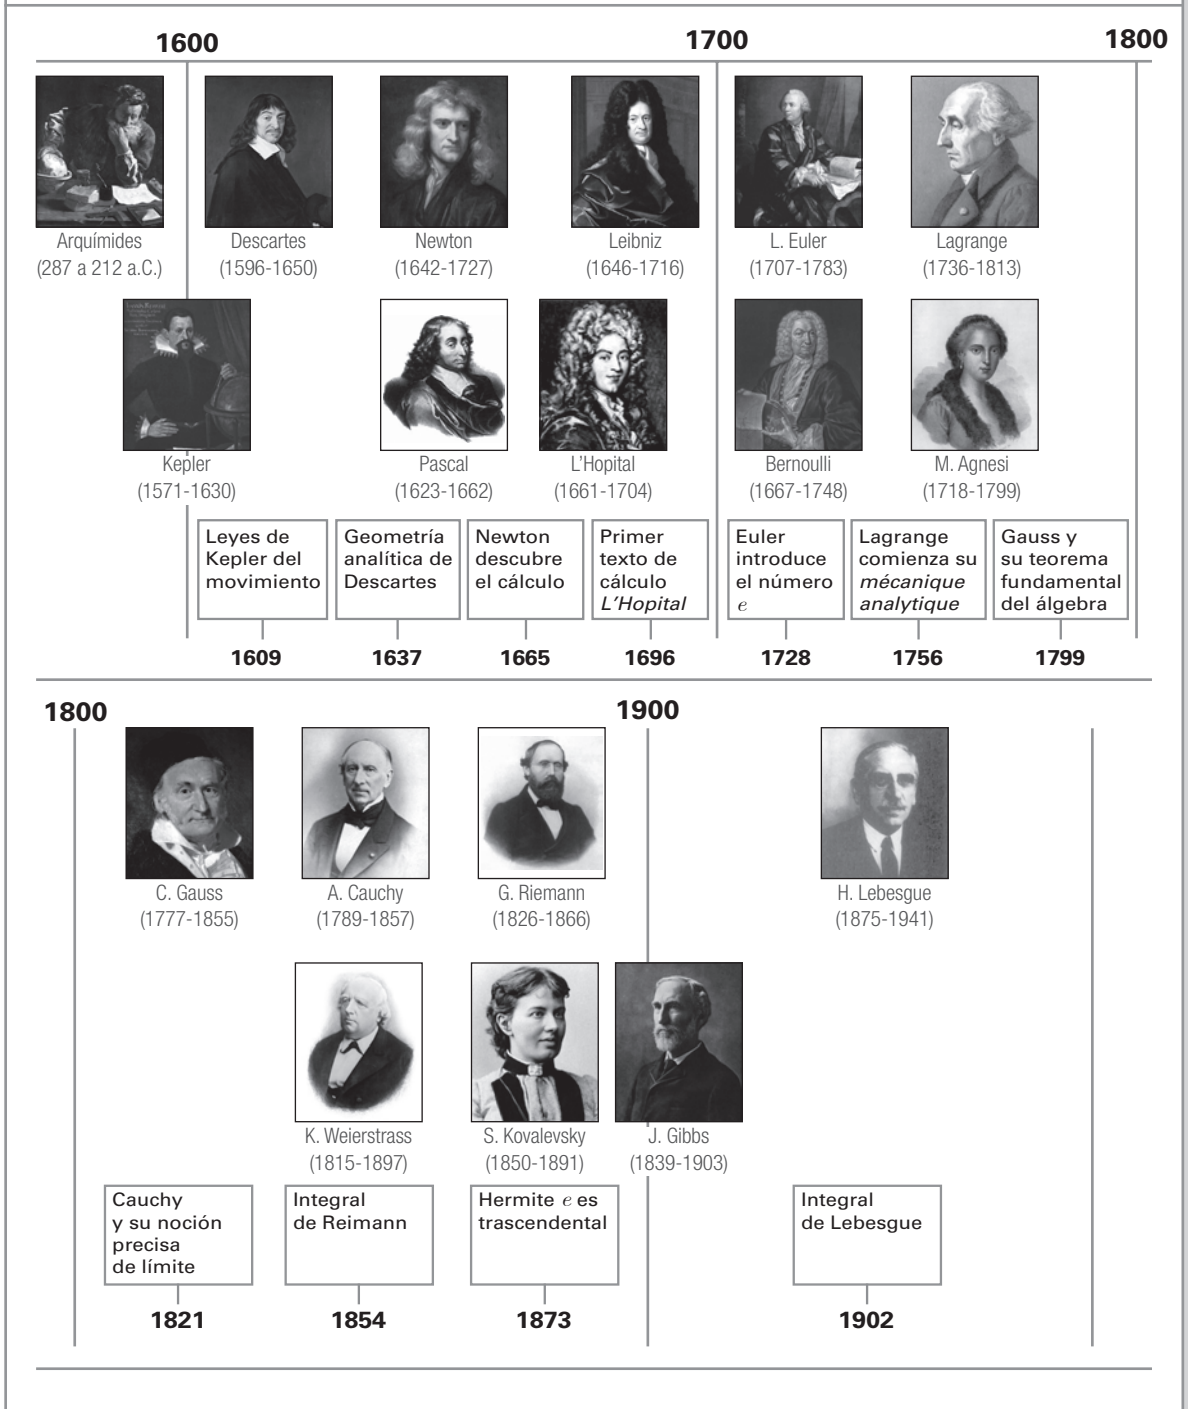 1600
1700
1800
Arquímides
(287 a 212 a.C.)
Descartes
(1596-1650)
Newton
(1642-1727)
Leibniz
(1646-1716)
L. Euler
(1707-1783)
Lagrange
(1736-1813)
Kepler
(1571-1630)
Pascal
(1623-1662)
L'Hopital
(1661-1704)
Bernoulli
(1667-1748)
M. Agnesi
(1718-1799)
Leyes de
Kepler del
movimiento
1609
Geometría
analítica de
Descartes
1637
Newton
descubre
el cálculo
1665
Primer
texto de
cálculo
L'Hopital
1696
Euler
introduce
el número
e
1728
Lagrange
comienza su
mécanique
analytique
1756
Gauss y
su teorema
fundamental
del álgebra
1799
1800
1900
C. Gauss
(1777-1855)
A. Cauchy
(1789-1857)
G. Riemann
(1826-1866)
H. Lebesgue
(1875-1941)
K. Weierstrass
(1815-1897)
S. Kovalevsky
(1850-1891)
J. Gibbs
(1839-1903)
Cauchy
y su noción
precisa
de límite
1821
Integral
de Reimann
1854
Hermite e es
trascendental
1873
Integral
de Lebesgue
1902